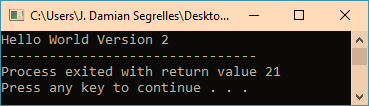 C:\Users\J. Damian Segrelles\Deskto...
Hello World Version 2
--------------------------------
Process exited with return value 21
Press any key to continue . . .